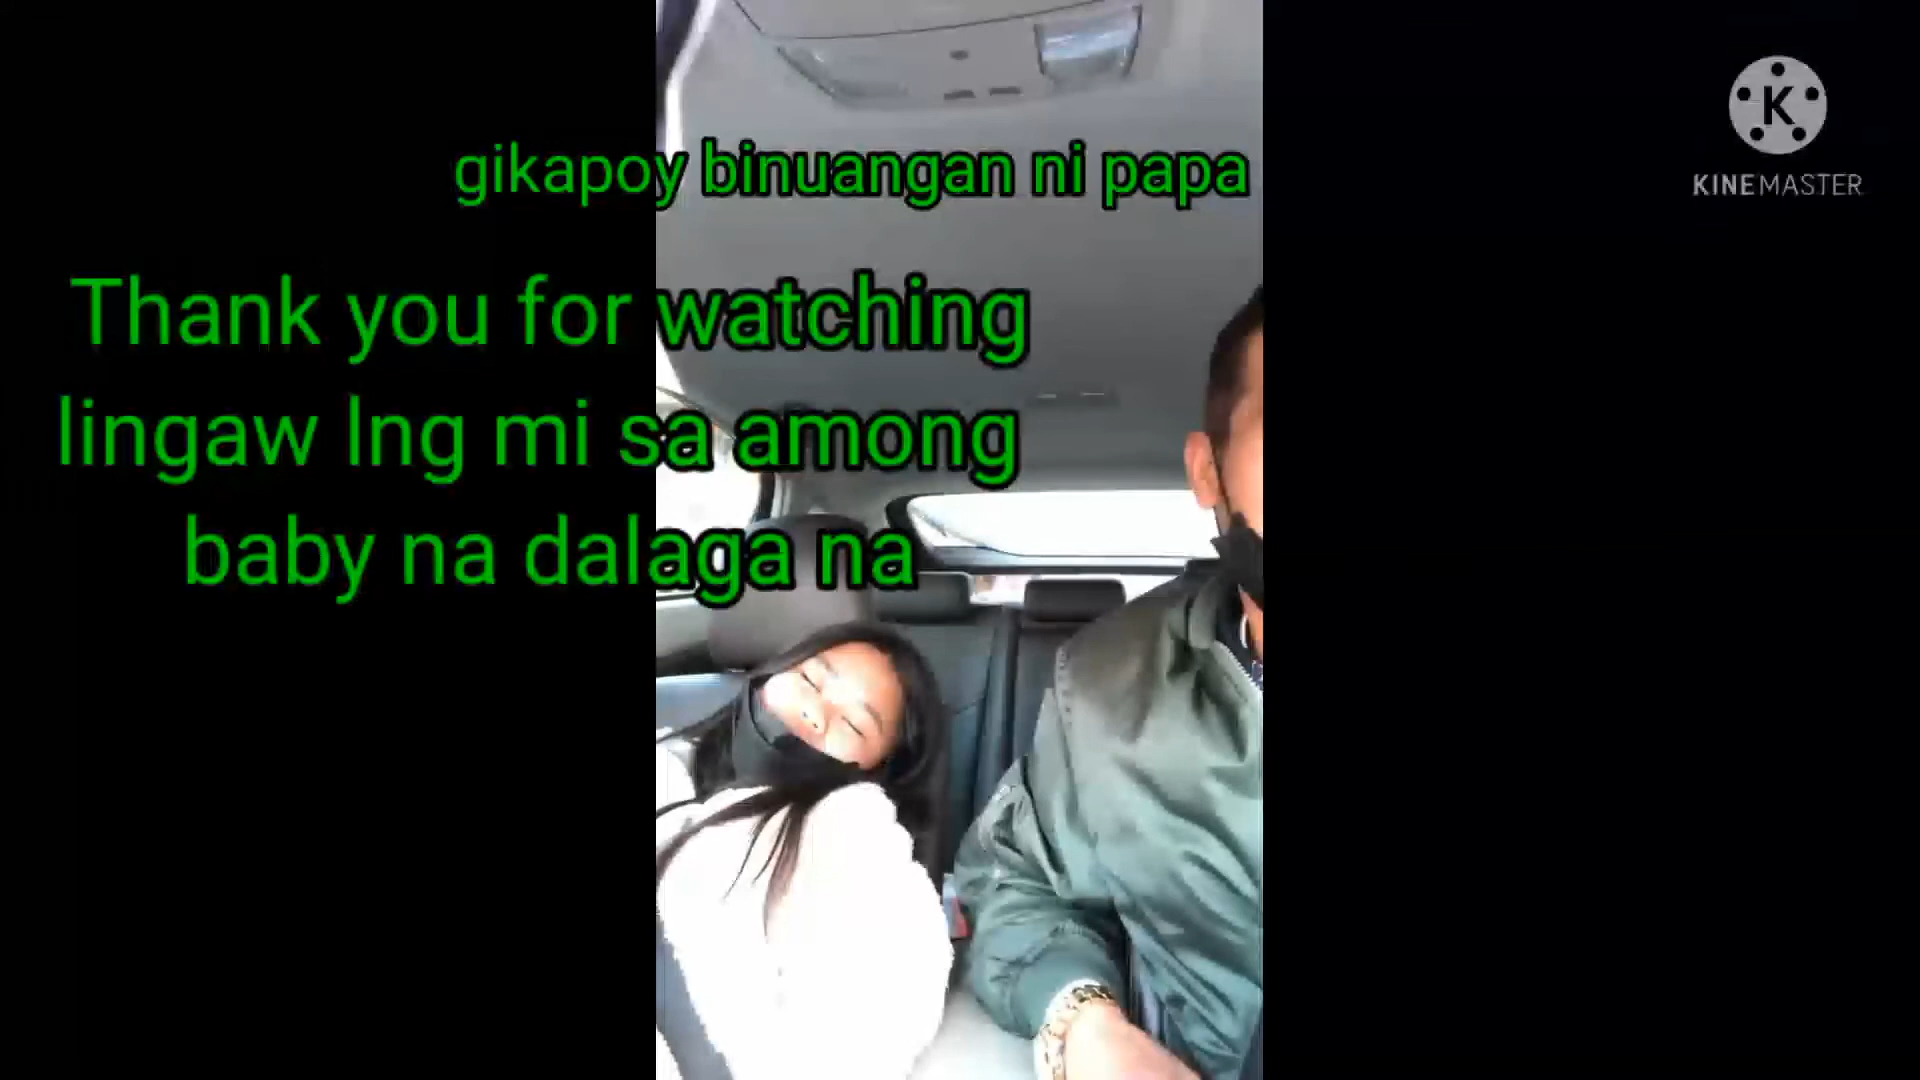 gikapoy binuangan ni papa
Thank you for watching
lingaw lng mi sa among
baby na dalaga na
K
KINEMASTER